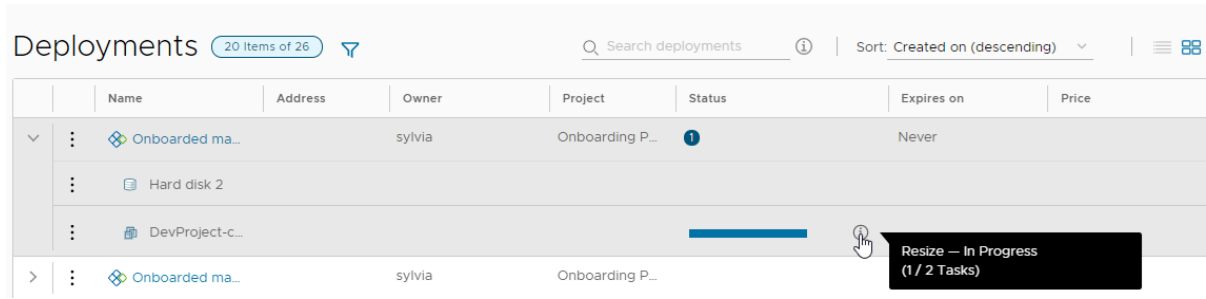 Deployments 20 Items of 26 Search deployments Sort: Created on (descending)
Name Address Owner Project Status Expires on Price
Onboarded ma... sylvia Onboarding P... 1 Never
Hard disk 2
DevProject-c...
Resize — In Progress
(1 / 2 Tasks)
Onboarded ma... sylvia Onboarding P...